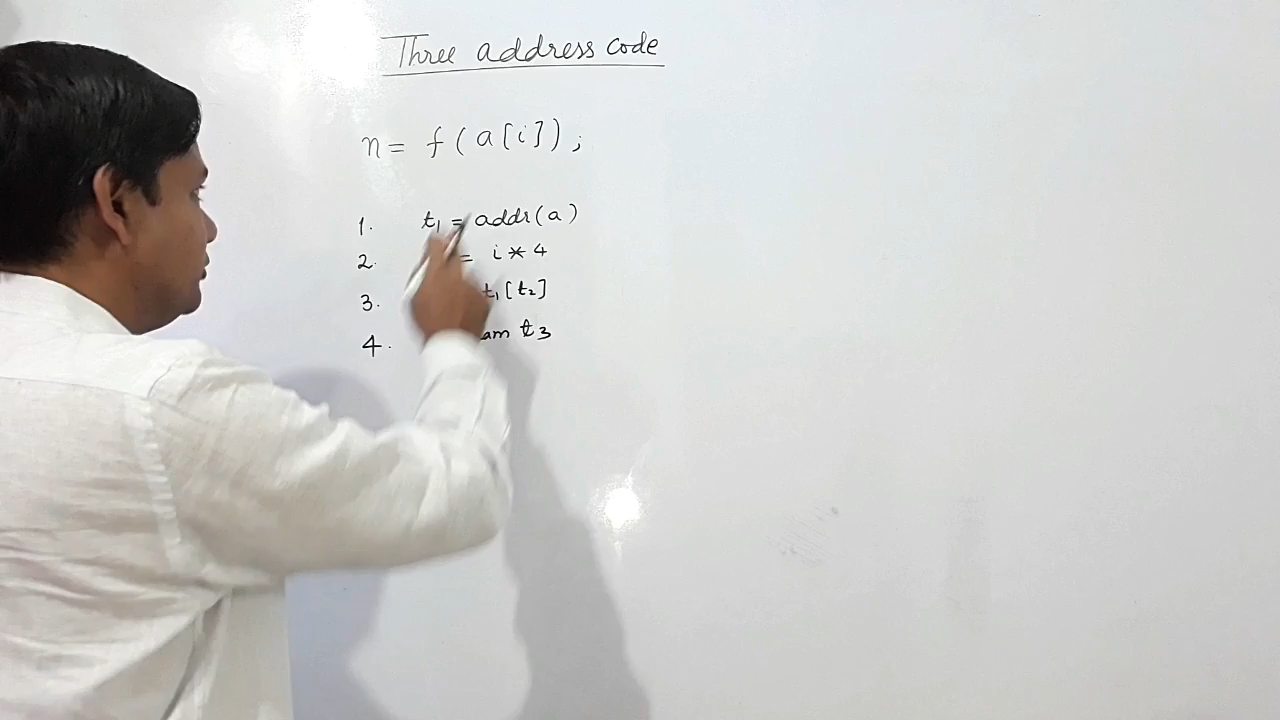 Three address code
n = f(a[i]);
1. t₁ = addr(a)
2. = i * 4
3. t₁[t₂]
4. am t₃